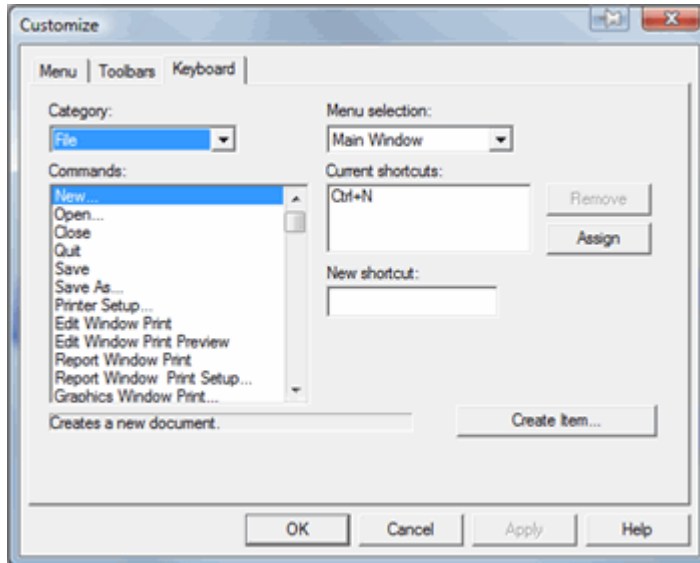 Customize
Menu
Toolbars
Keyboard
Category:
File
Commands:
New...
Open...
Close
Quit
Save
Save As...
Printer Setup...
Edit Window Print
Edit Window Print Preview
Report Window Print
Report Window  Print Setup...
Graphics Window Print...
Creates a new document.
Menu selection:
Main Window
Current shortcuts:
Ctrl+N
Remove
Assign
New shortcut:
Create Item...
OK
Cancel
Apply
Help